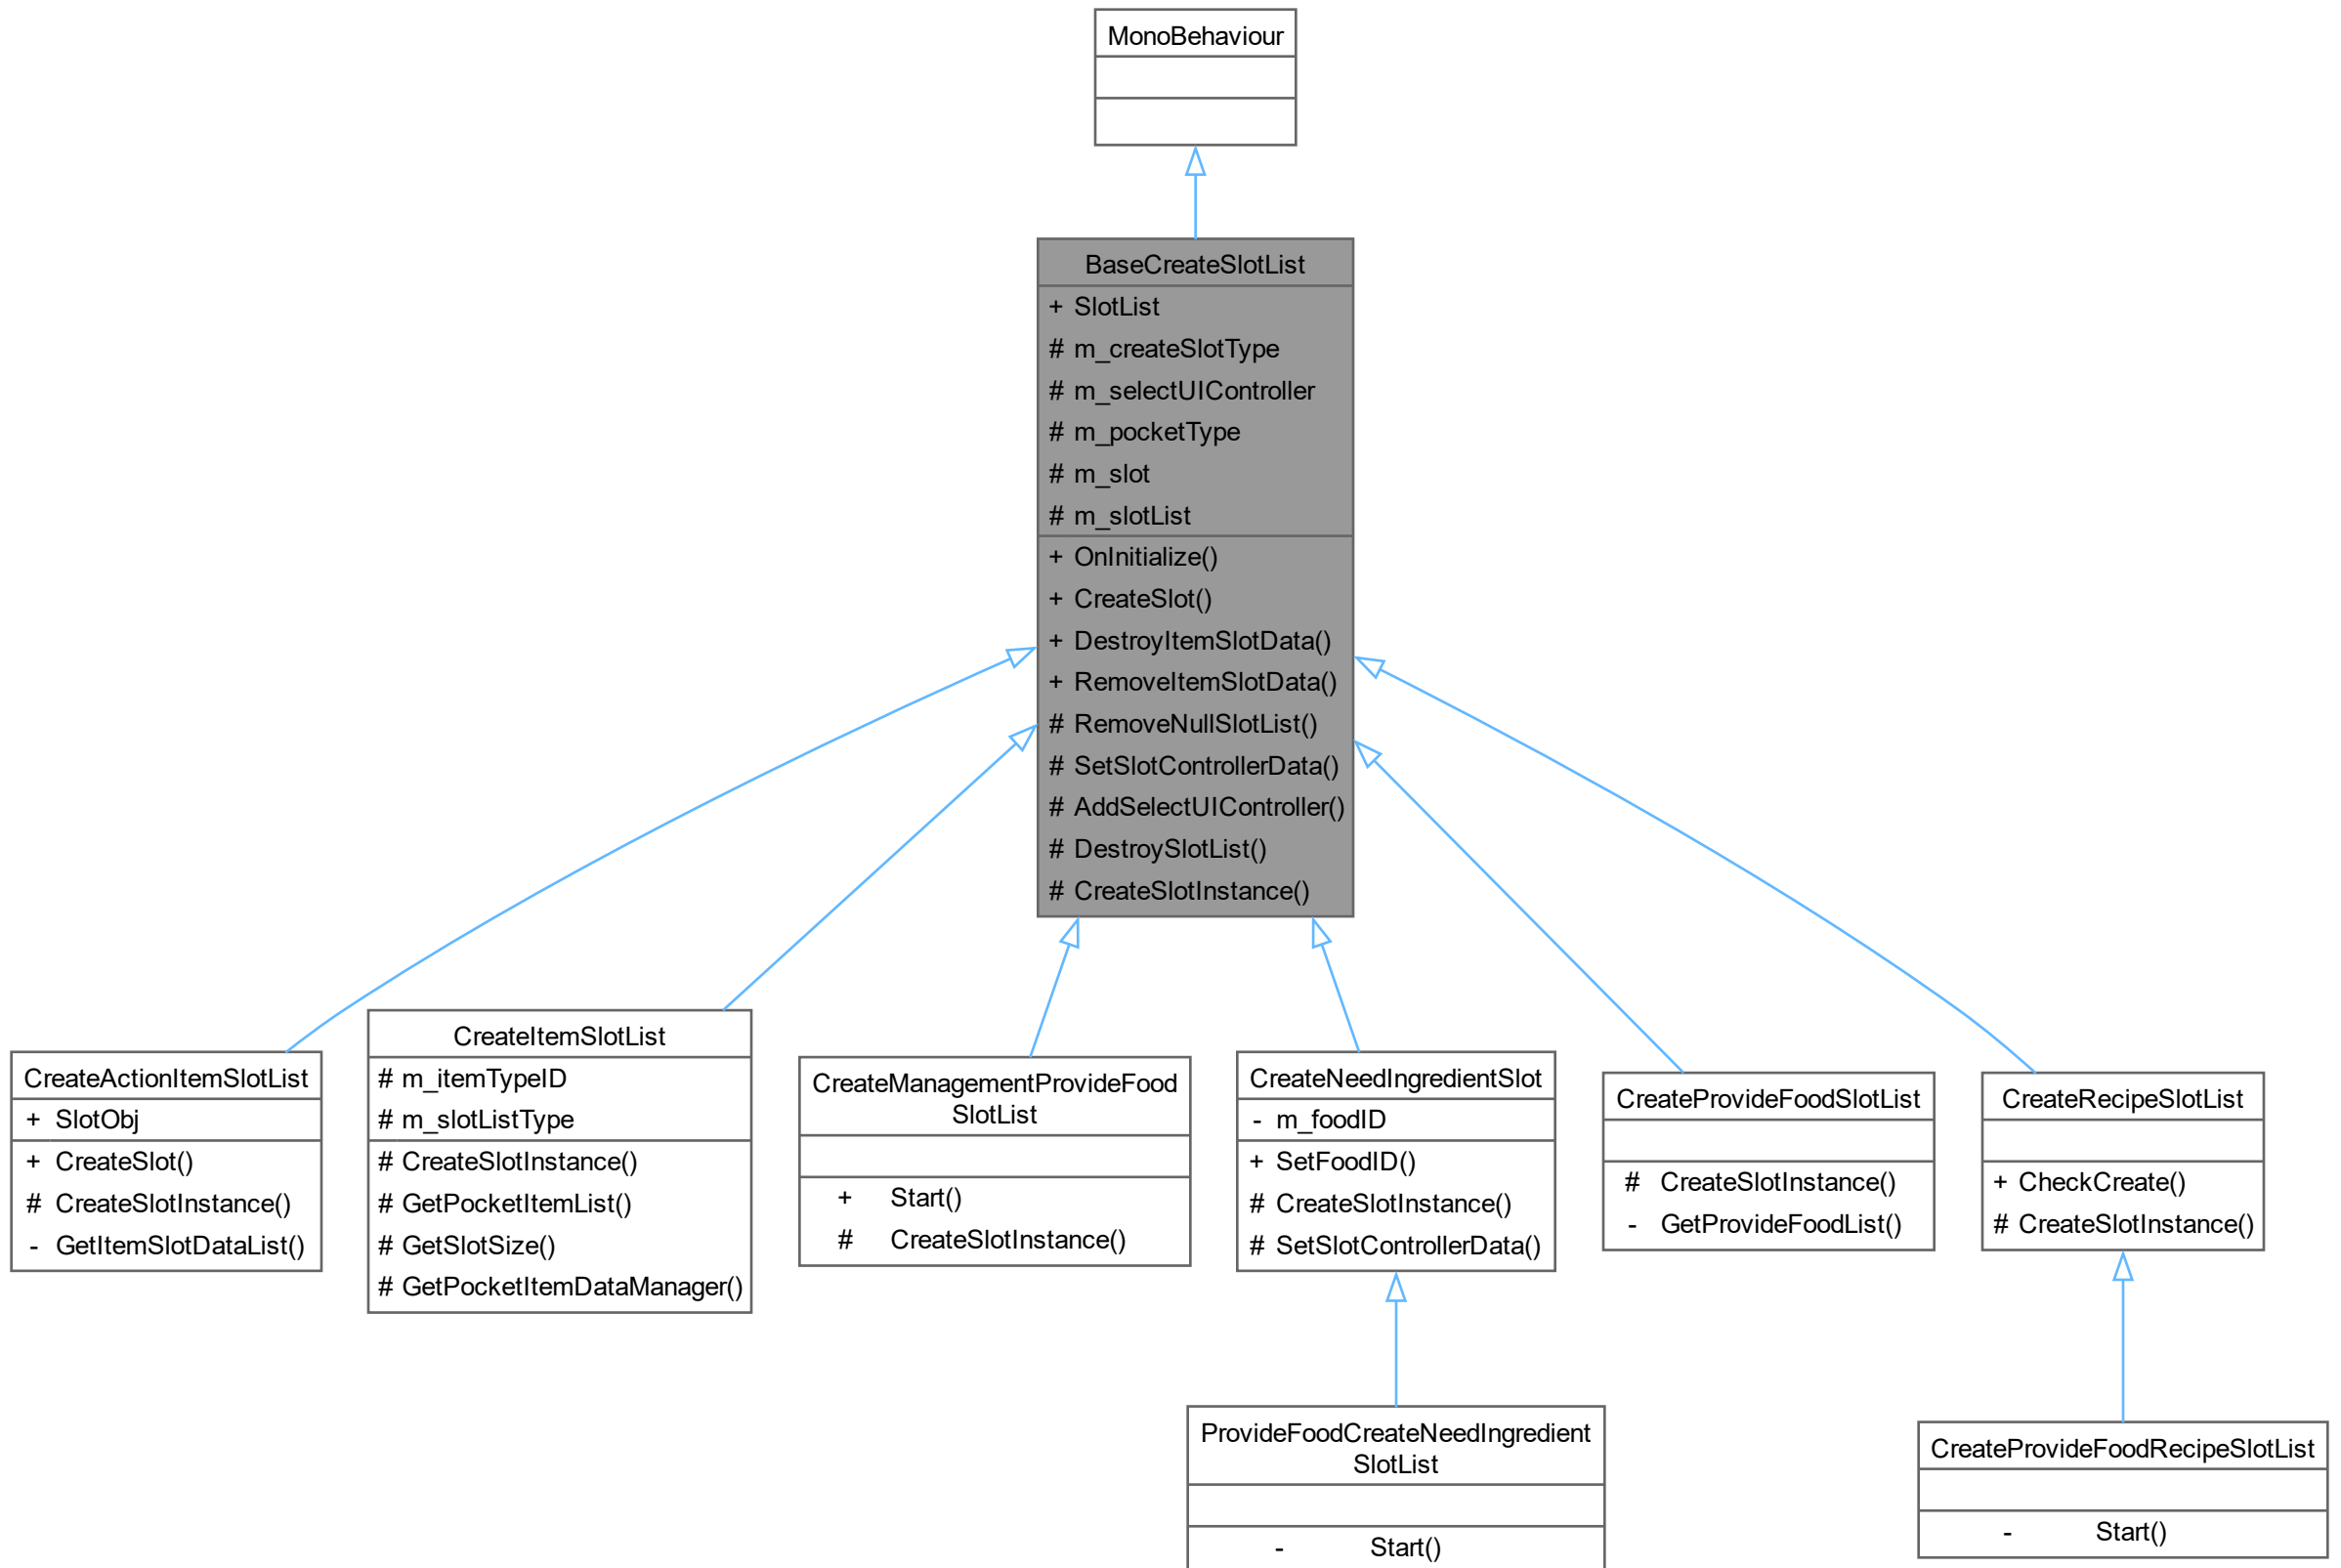 MonoBehaviour
BaseCreateSlotList
+ SlotList
# m_createSlotType
# m_selectUIController
# m_pocketType
# m_slot
# m_slotList
+ OnInitialize()
+ CreateSlot()
+ DestroyItemSlotData()
+ RemoveItemSlotData()
# RemoveNullSlotList()
# SetSlotControllerData()
# AddSelectUIController()
# DestroySlotList()
# CreateSlotInstance()
CreateActionItemSlotList
+ SlotObj
+ CreateSlot()
# CreateSlotInstance()
- GetItemSlotDataList()
CreateItemSlotList
# m_itemTypeID
# m_slotListType
# CreateSlotInstance()
# GetPocketItemList()
# GetSlotSize()
# GetPocketItemDataManager()
CreateManagementProvideFood
SlotList
+ Start()
# CreateSlotInstance()
CreateNeedIngredientSlot
- m_foodID
+ SetFoodID()
# CreateSlotInstance()
# SetSlotControllerData()
CreateProvideFoodSlotList
# CreateSlotInstance()
- GetProvideFoodList()
CreateRecipeSlotList
+ CheckCreate()
# CreateSlotInstance()
ProvideFoodCreateNeedIngredient
SlotList
- Start()
CreateProvideFoodRecipeSlotList
- Start()